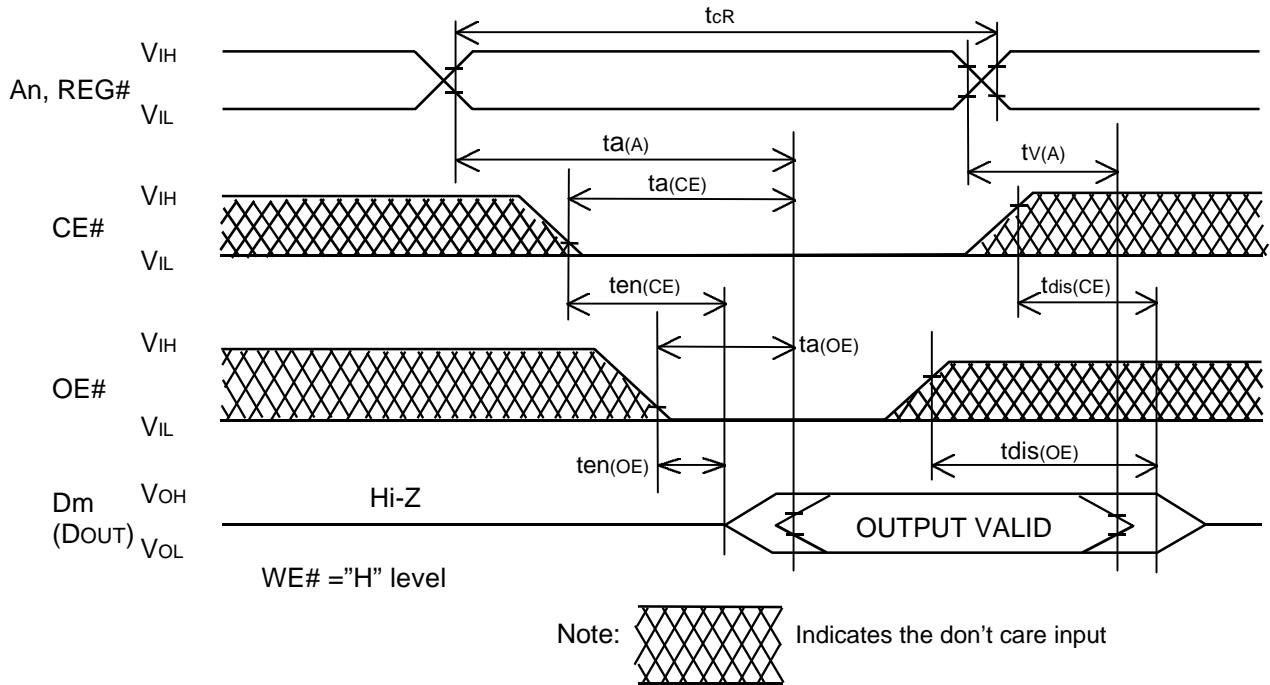 tcR
VIH
An, REG#
VIL
ta(A)
tV(A)
VIH
ta(CE)
CE#
VIL
ten(CE)
tdis(CE)
VIH
ta(OE)
OE#
VIL
ten(OE)
tdis(OE)
VOH
Hi-Z
Dm
(DOUT)
OUTPUT VALID
VOL
WE# =”H” level
Note:
Indicates the don’t care input